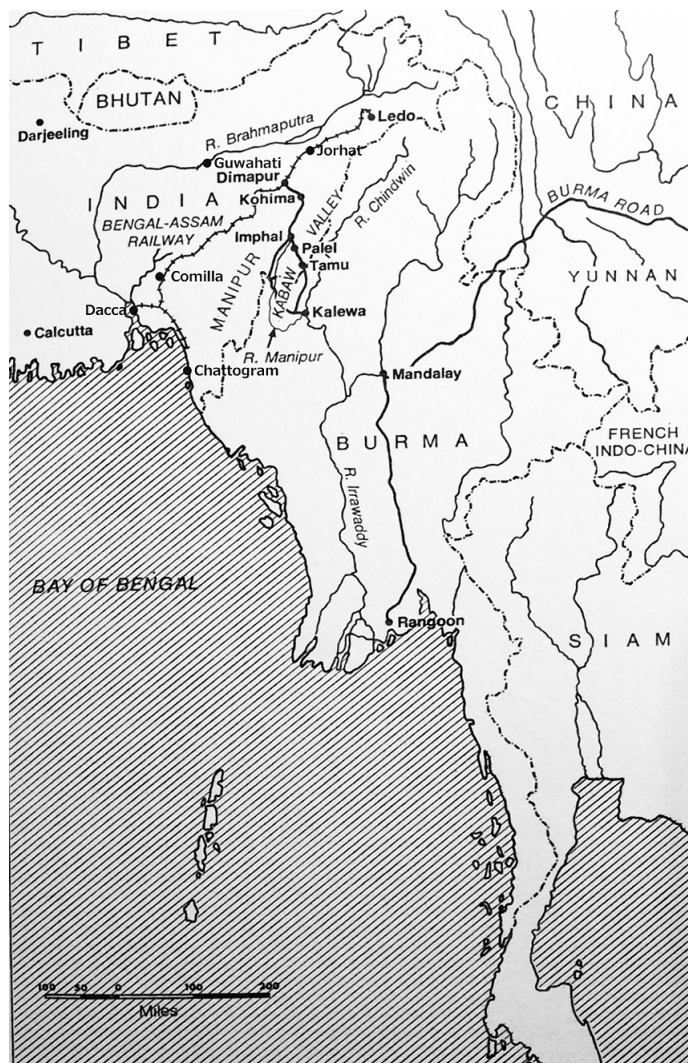 TIBET
BHUTAN
CHINA
Darjeeling
R. Brahmaputra
Ledo
Jorhat
Guwahati
Dimapur
INDIA
Kohima
VALLEY
R. Chindwin
BURMA ROAD
BENGAL-ASSAM
RAILWAY
Imphal
Palel
Tamu
MANIPUR
KABAW
YUNNAN
Comilla
Dacca
Kalewa
Calcutta
R. Manipur
Chattogram
Mandalay
BURMA
FRENCH
INDO-CHINA
R. Irrawaddy
BAY OF BENGAL
Rangoon
SIAM
100 50 0 100 200
Miles